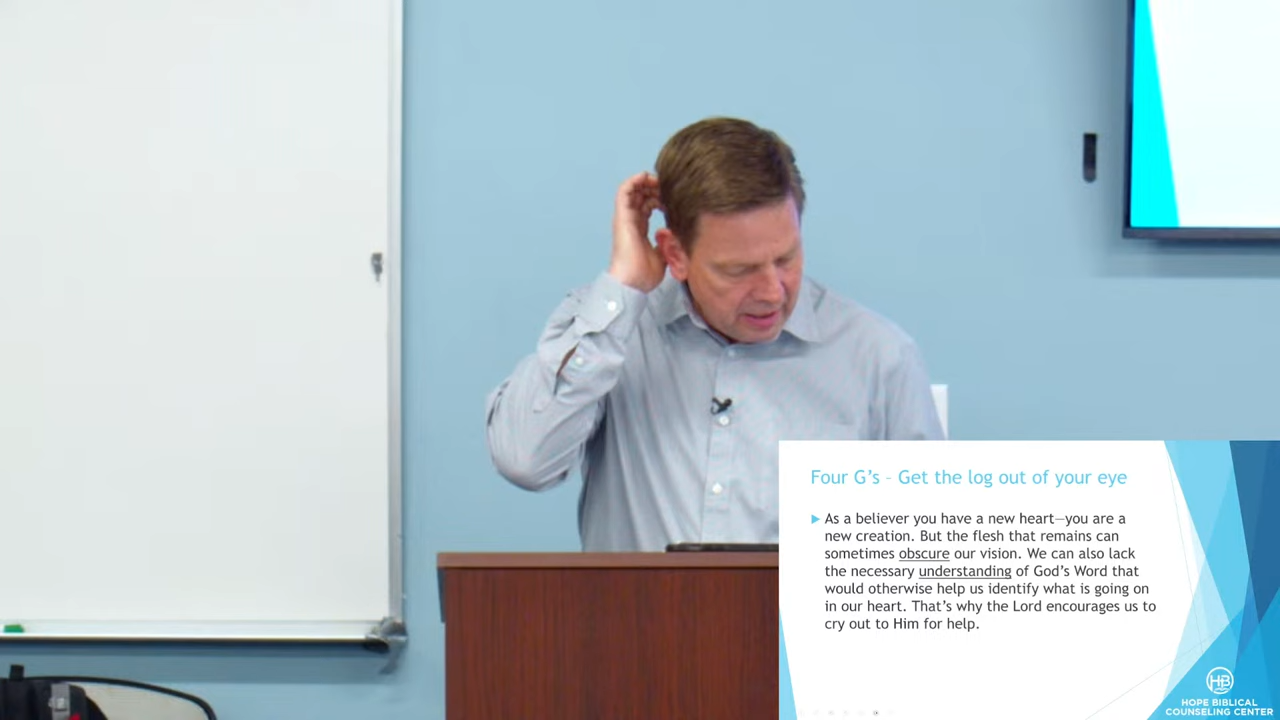 Four G’s – Get the log out of your eye
As a believer you have a new heart—you are a
new creation. But the flesh that remains can
sometimes obscure our vision. We can also lack
the necessary understanding of God’s Word that
would otherwise help us identify what is going on
in our heart. That’s why the Lord encourages us to
cry out to Him for help.
HB
HOPE BIBLICAL
COUNSELING CENTER